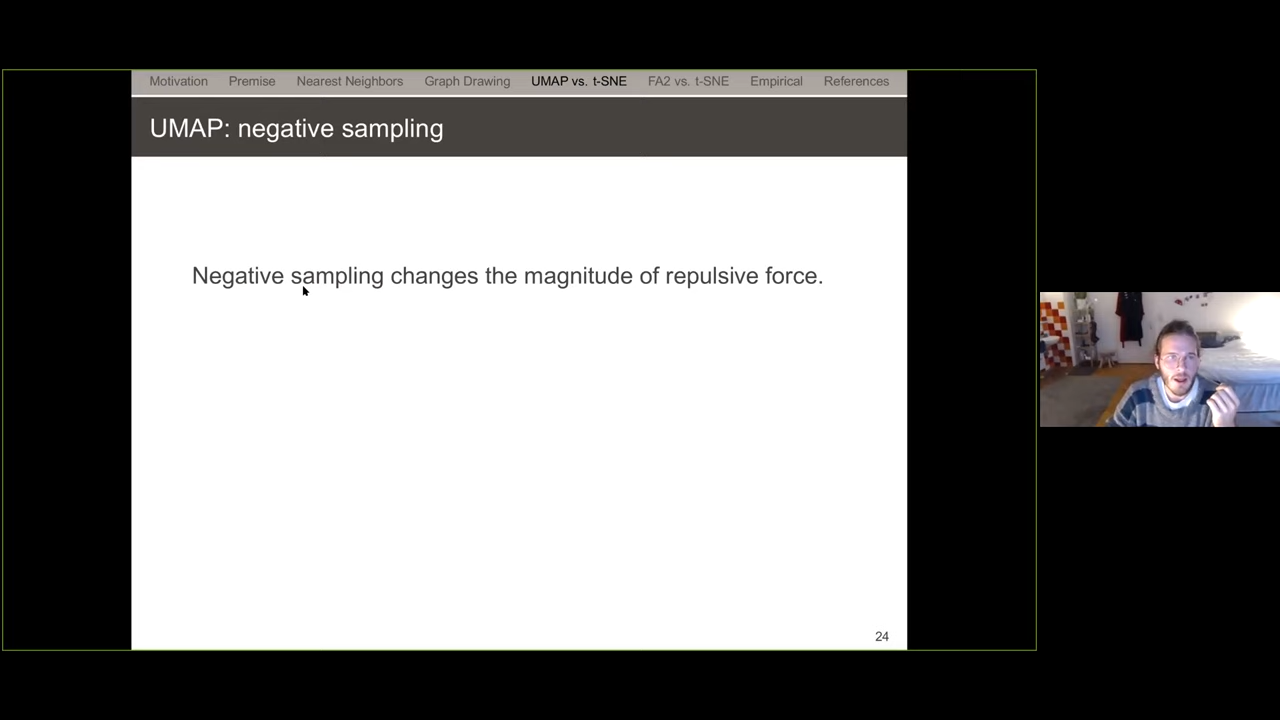 Motivation Premise Nearest Neighbors Graph Drawing UMAP vs. t-SNE FA2 vs. t-SNE Empirical References
UMAP: negative sampling
Negative sampling changes the magnitude of repulsive force.
24